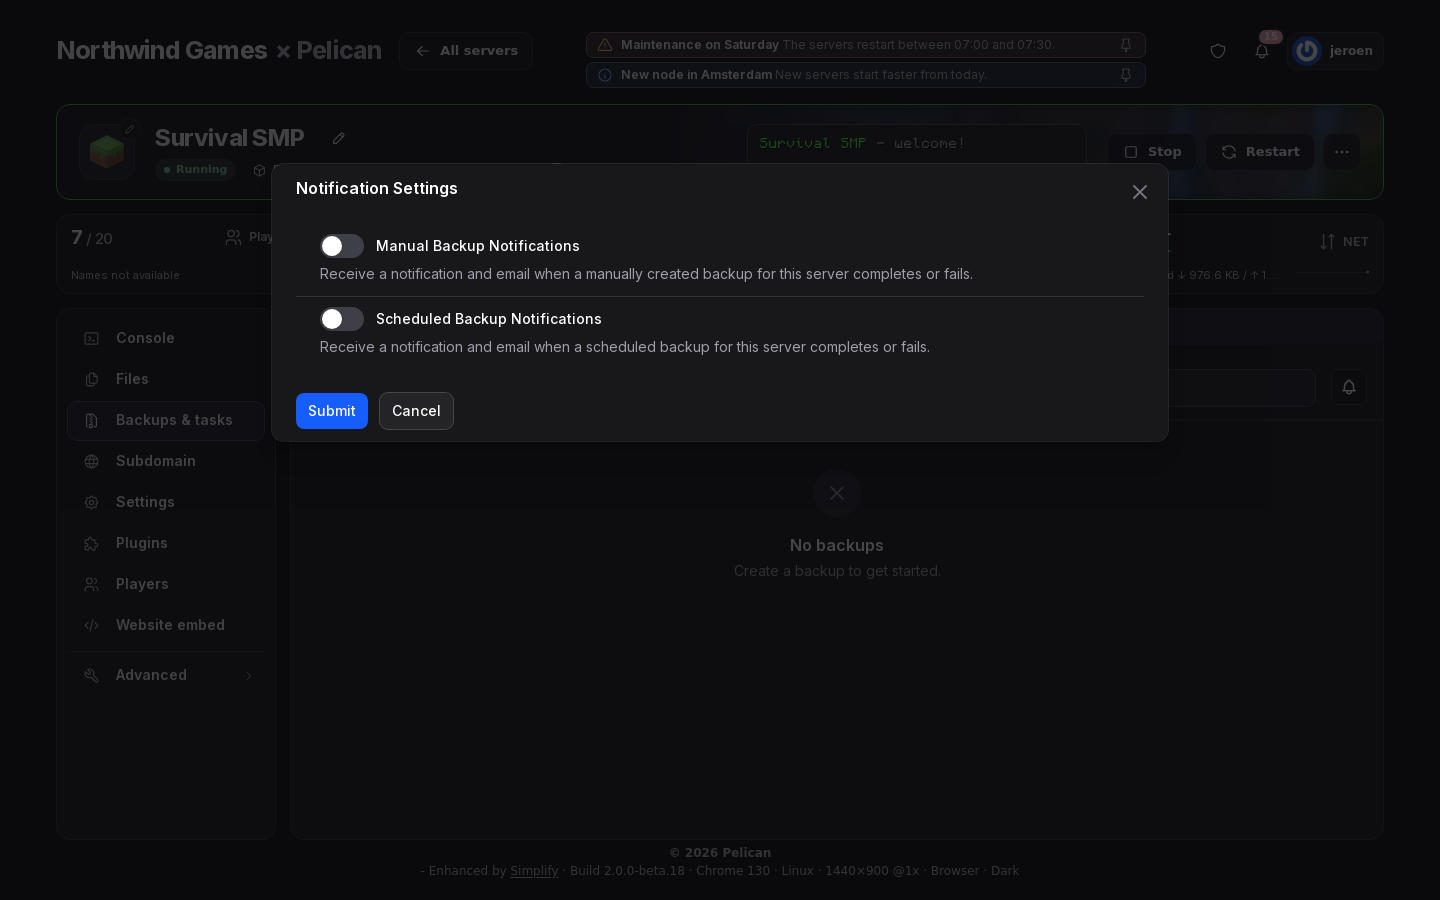 Northwind Games × Pelican
All servers
Maintenance on Saturday The servers restart between 07:00 and 07:30.
New node in Amsterdam New servers start faster from today.
15
jeroen
Survival SMP
Running
Survival SMP - welcome!
Stop
Restart
Notification Settings
Manual Backup Notifications
Receive a notification and email when a manually created backup for this server completes or fails.
Scheduled Backup Notifications
Receive a notification and email when a scheduled backup for this server completes or fails.
Submit
Cancel
7 / 20
Names not available
NET
↓ 976.6 KB / ↑ 1...
Console
Files
Backups & tasks
Subdomain
Settings
Plugins
Players
Website embed
Advanced
No backups
Create a backup to get started.
© 2026 Pelican
- Enhanced by Simplify · Build 2.0.0-beta.18 · Chrome 130 · Linux · 1440×900 @1x · Browser · Dark